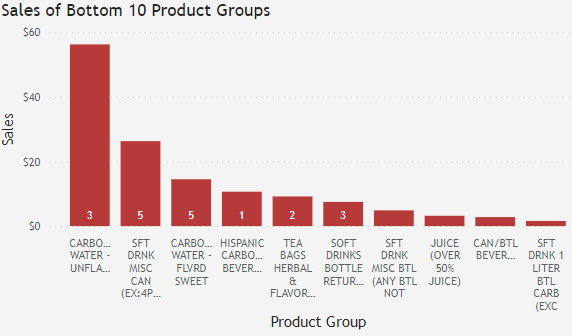 Sales of Bottom 10 Product Groups
$60
$40
$20
$0
Sales
3
5
5
1
2
3
CARBO...
WATER -
UNFLA...
SFT
DRNK
MISC
CAN
(EX:4P...
CARBO...
WATER -
FLVRD
SWEET
HISPANIC
CARBO...
BEVER...
TEA
BAGS
HERBAL
&
FLAVOR...
SOFT
DRINKS
BOTTLE
RETUR...
SFT
DRNK
MISC BTL
(ANY BTL
NOT
JUICE
(OVER
50%
JUICE)
CAN/BTL
BEVER...
SFT
DRNK 1
LITER
BTL
CARB
(EXC
Product Group